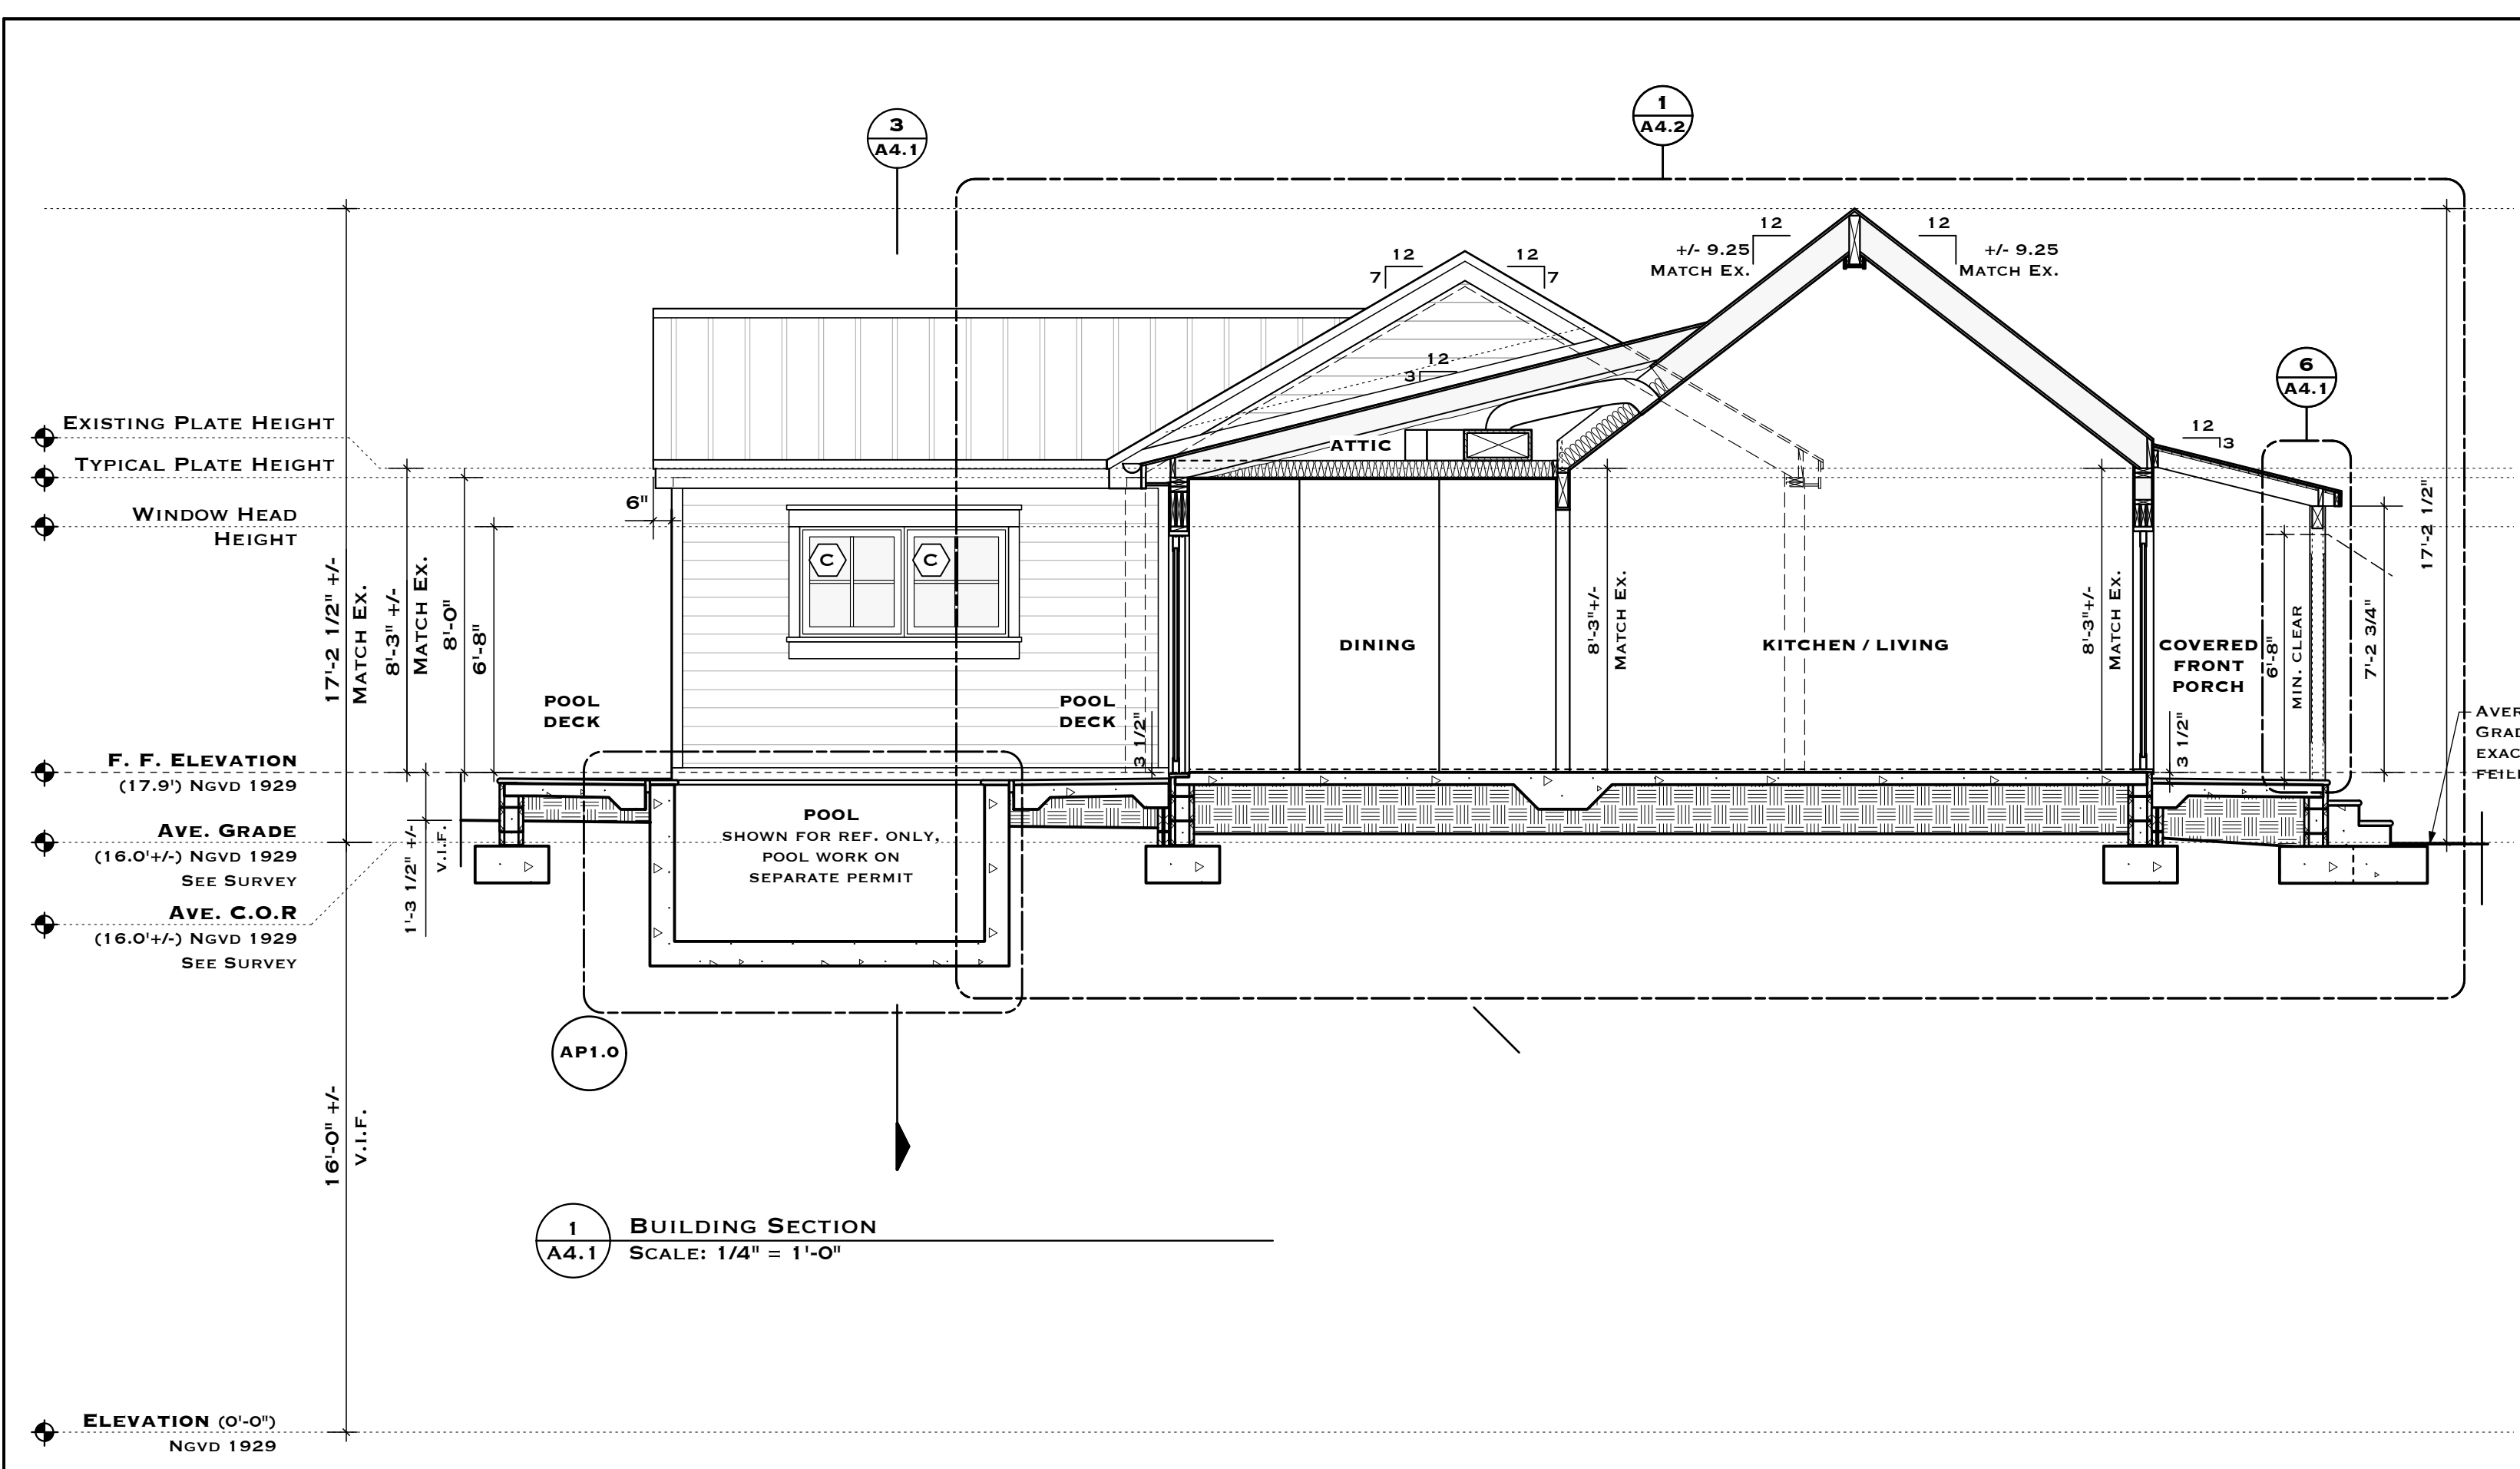 3
A4.1
1
A4.2
12
+/- 9.25
MATCH EX.
12
+/- 9.25
MATCH EX.
12
7
12
7
12
3
6
A4.1
12
3
EXISTING PLATE HEIGHT
TYPICAL PLATE HEIGHT
WINDOW HEAD
HEIGHT
F. F. ELEVATION
(17.9') NGVD 1929
AVE. GRADE
(16.0'+/-) NGVD 1929
SEE SURVEY
AVE. C.O.R
(16.0'+/-) NGVD 1929
SEE SURVEY
ELEVATION (0'-0")
NGVD 1929
17'-2 1/2" +/-
MATCH EX.
8'-3" +/-
MATCH EX.
8'-0"
6'-8"
1'-3 1/2" +/-
V.I.F.
16'-0" +/-
V.I.F.
6"
C
C
POOL
DECK
POOL
DECK
3 1/2"
ATTIC
DINING
8'-3"+/-
MATCH EX.
KITCHEN / LIVING
8'-3"+/-
MATCH EX.
COVERED
FRONT
PORCH
3 1/2"
6'-8"
MIN. CLEAR
7'-2 3/4"
17'-2 1/2"
AVER
GRAD
EXAC
FEIL
POOL
SHOWN FOR REF. ONLY,
POOL WORK ON
SEPARATE PERMIT
AP1.0
1
A4.1
BUILDING SECTION
SCALE: 1/4" = 1'-0"